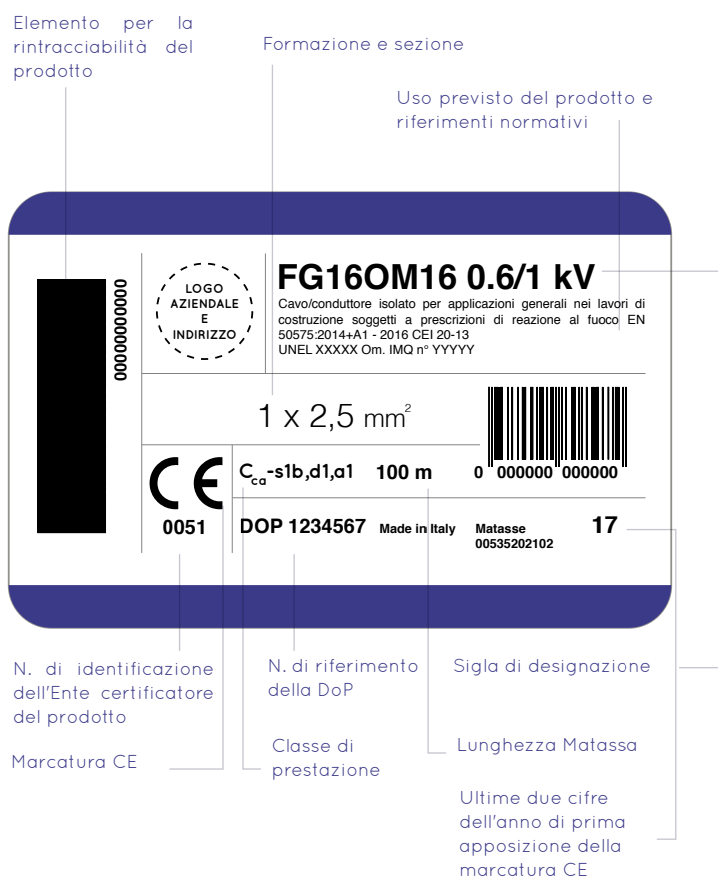 Elemento per la
rintracciabilità del
prodotto
Formazione e sezione
Uso previsto del prodotto e
riferimenti normativi
00000000000
LOGO
AZIENDALE
E
INDIRIZZO
FG16OM16 0.6/1 kV
Cavo/conduttore isolato per applicazioni generali nei lavori di
costruzione soggetti a prescrizioni di reazione al fuoco EN
50575:2014+A1 - 2016 CEI 20-13
UNEL XXXXX Om. IMQ n° YYYYY
1 x 2,5 mm²
CE
0051
Cca-s1b,d1,a1 100 m
0 000000 000000
DOP 1234567 Made in Italy Matasse
00535202102
17
N. di identificazione
dell'Ente certificatore
del prodotto
N. di riferimento
della DoP
Sigla di designazione
Marcatura CE
Classe di
prestazione
Lunghezza Matassa
Ultime due cifre
dell'anno di prima
apposizione della
marcatura CE